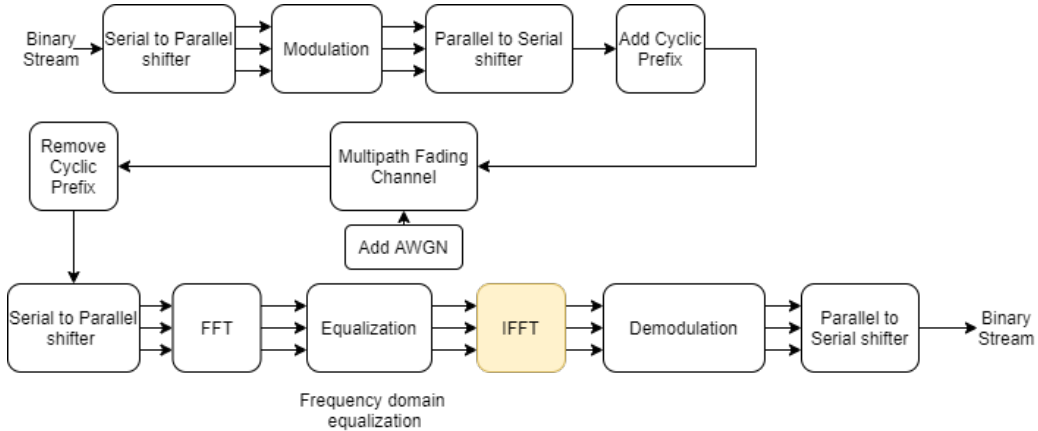 Binary
Stream
Serial to Parallel
shifter
Modulation
Parallel to Serial
shifter
Add Cyclic
Prefix
Remove
Cyclic
Prefix
Multipath Fading
Channel
Add AWGN
Serial to Parallel
shifter
FFT
Equalization
IFFT
Demodulation
Parallel to
Serial shifter
Binary
Stream
Frequency domain
equalization